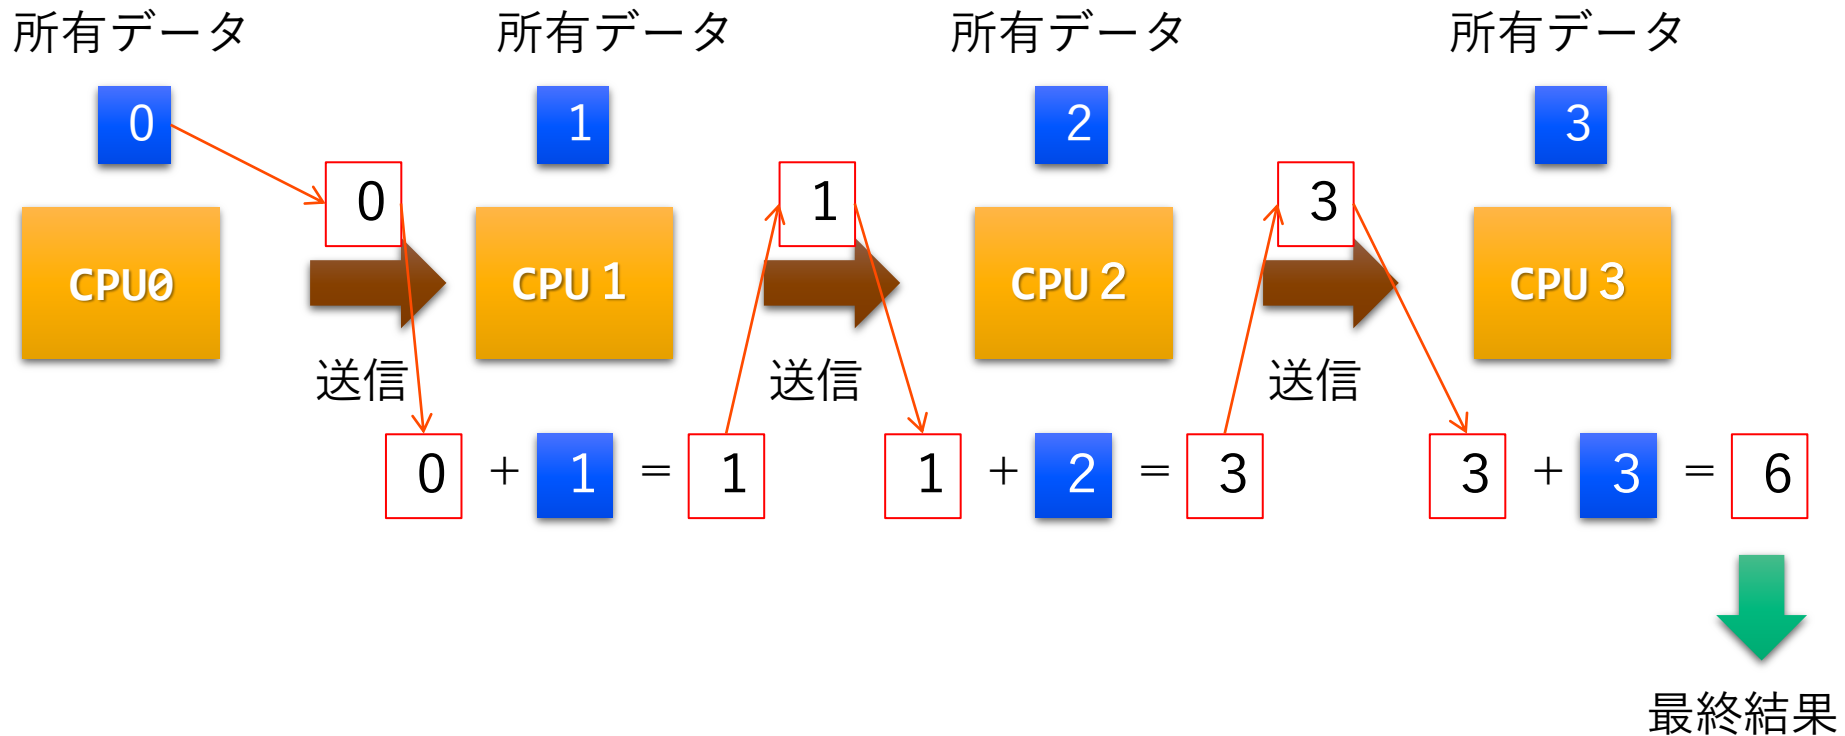 所有データ 所有データ 所有データ 所有データ
0 1 2 3
0 1 3
CPU0 CPU 1 CPU 2 CPU 3
送信 送信 送信
0 + 1 = 1 1 + 2 = 3 3 + 3 = 6
最終結果